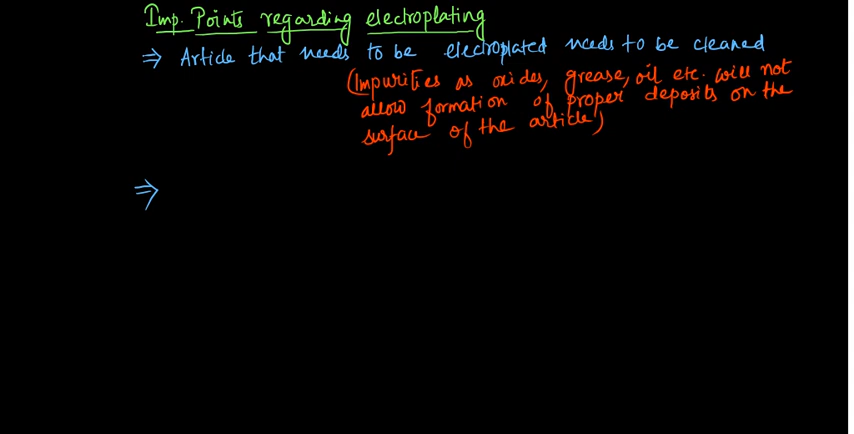 Imp. Points regarding electroplating
⇒ Article that needs to be electroplated needs to be cleaned
(Impurities as oxides, grease, oil etc. will not
allow formation of proper deposits on the
surface of the article)
⇒